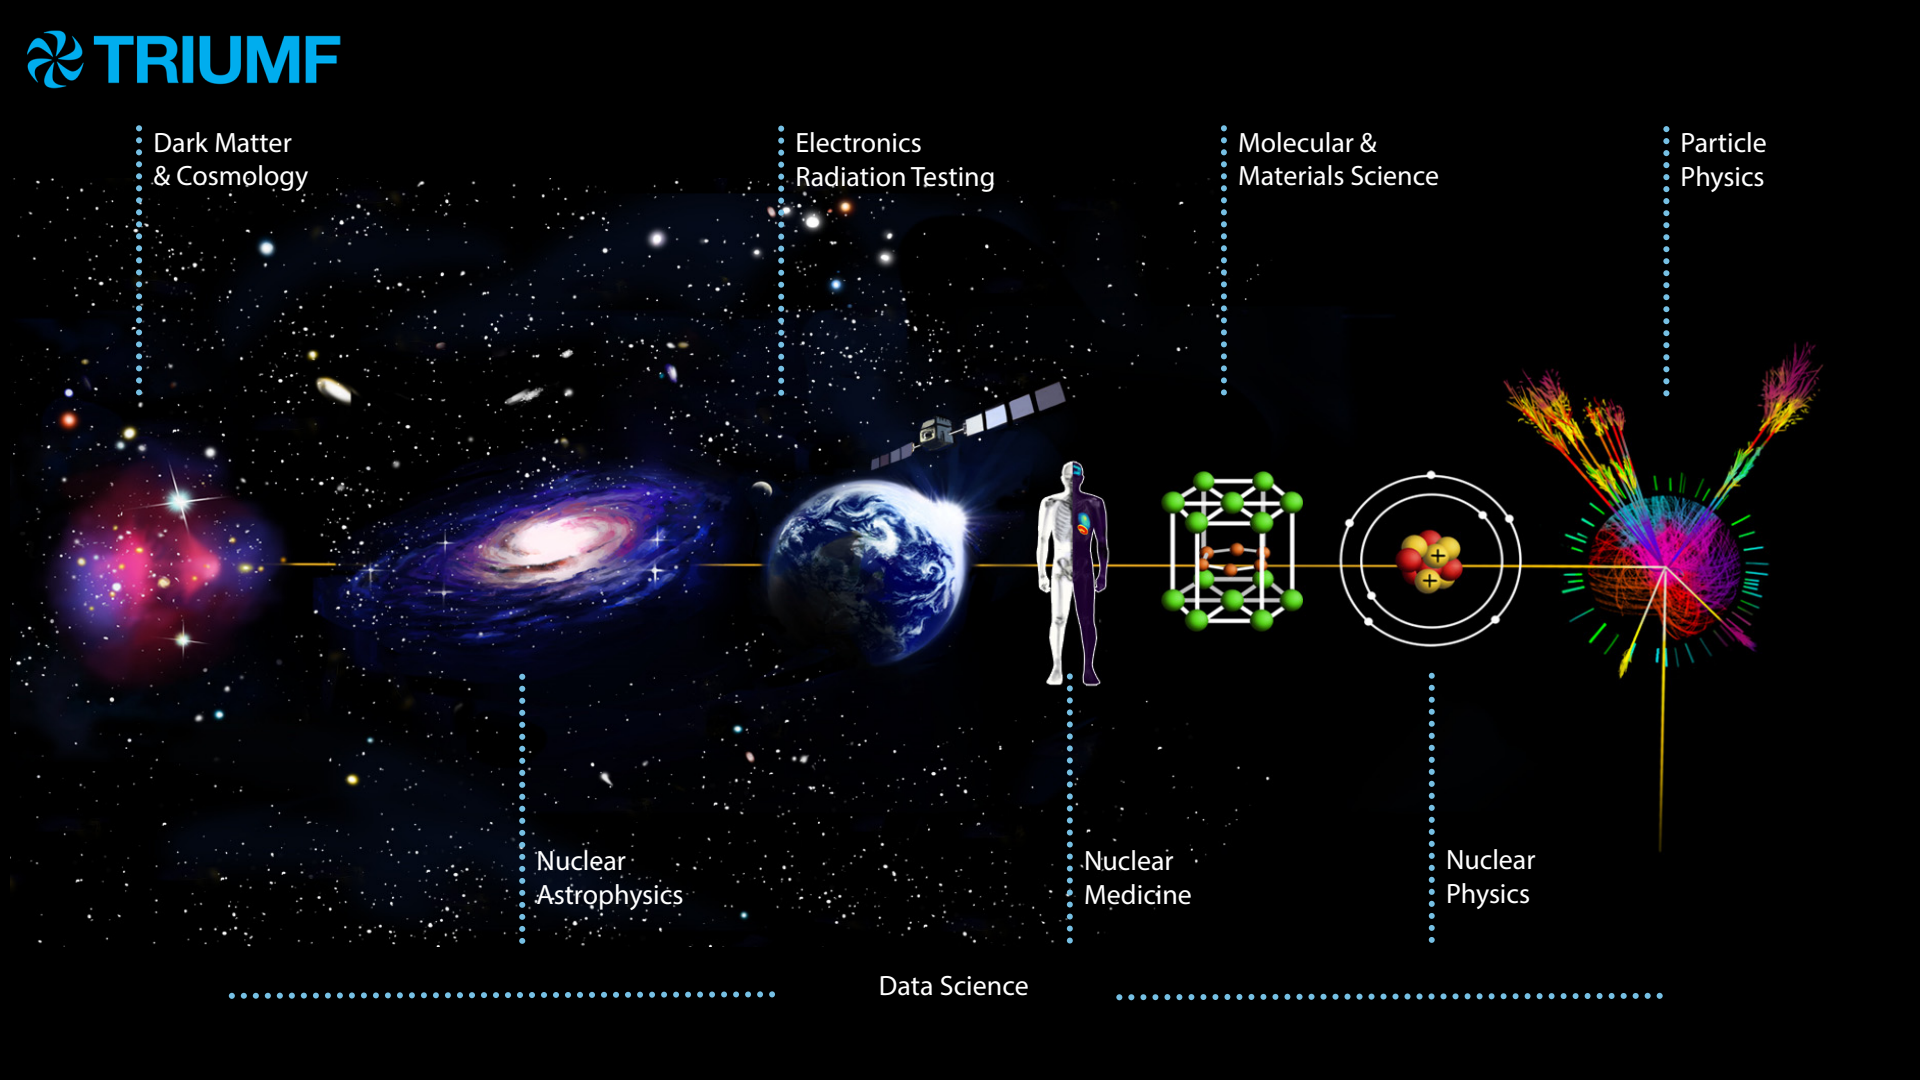 TRIUMF
Dark Matter
& Cosmology
Electronics
Radiation Testing
Molecular &
Materials Science
Particle
Physics
+
+
Nuclear
Astrophysics
Nuclear
Medicine
Nuclear
Physics
Data Science